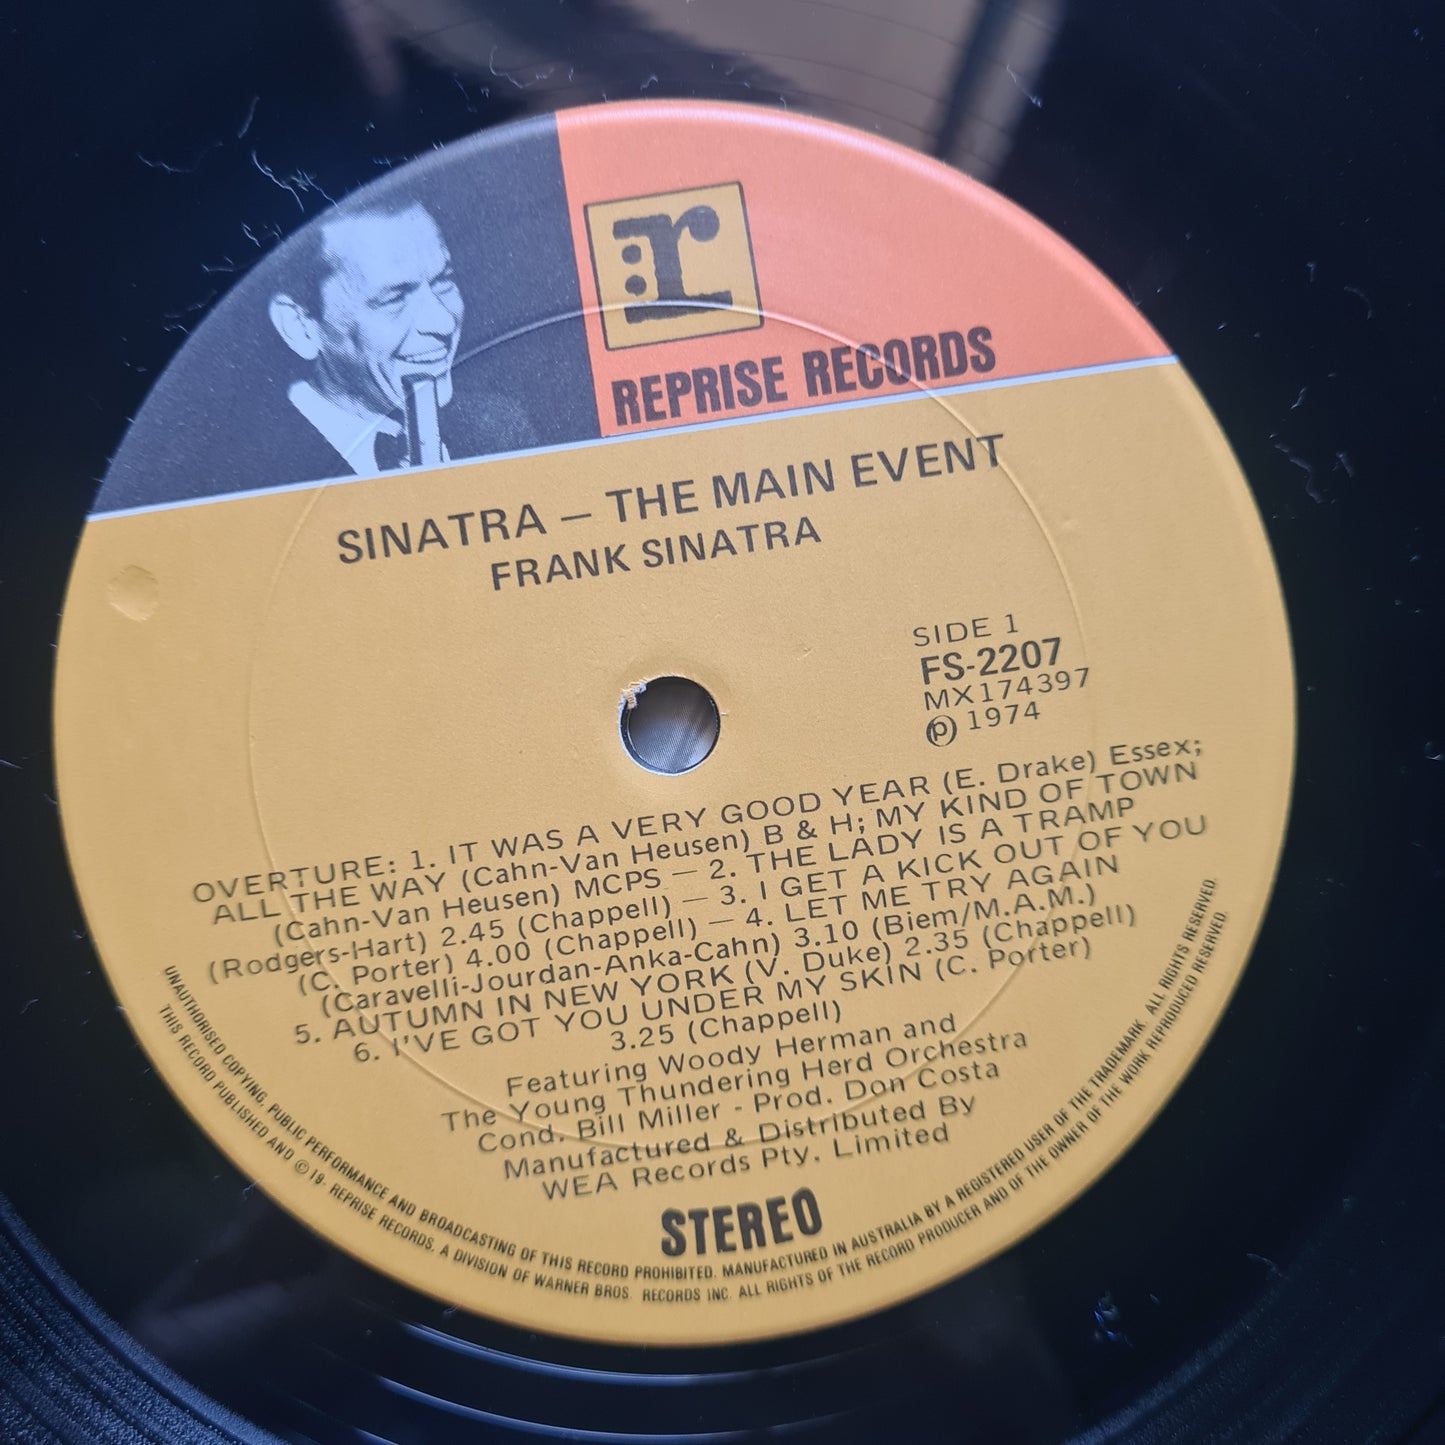 r
REPRISE RECORDS
SINATRA – THE MAIN EVENT
FRANK SINATRA
SIDE 1
FS-2207
MX174397
℗ 1974
OVERTURE: 1. IT WAS A VERY GOOD YEAR (E. Drake) Essex;
ALL THE WAY (Cahn-Van Heusen) B & H; MY KIND OF TOWN
(Cahn-Van Heusen) MCPS – 2. THE LADY IS A TRAMP
(Rodgers-Hart) 2.45 (Chappell) – 3. I GET A KICK OUT OF YOU
(C. Porter) 4.00 (Chappell) – 4. LET ME TRY AGAIN
(Caravelli-Jourdan-Anka-Cahn) 3.10 (Biem/M.A.M.)
5. AUTUMN IN NEW YORK (V. Duke) 2.35 (Chappell)
6. I'VE GOT YOU UNDER MY SKIN (C. Porter)
3.25 (Chappell)
Featuring Woody Herman and
The Young Thundering Herd Orchestra
Cond. Bill Miller - Prod. Don Costa
Manufactured & Distributed By
WEA Records Pty. Limited
STEREO
UNAUTHORISED COPYING, PUBLIC PERFORMANCE AND BROADCASTING OF THIS RECORD PROHIBITED. MANUFACTURED IN AUSTRALIA BY A REGISTERED USER OF THE TRADEMARK. ALL RIGHTS RESERVED.
THIS RECORD PUBLISHED AND © 19- REPRISE RECORDS, A DIVISION OF WARNER BROS. RECORDS INC. ALL RIGHTS OF THE RECORD PRODUCER AND OF THE OWNER OF THE WORK REPRODUCED RESERVED.